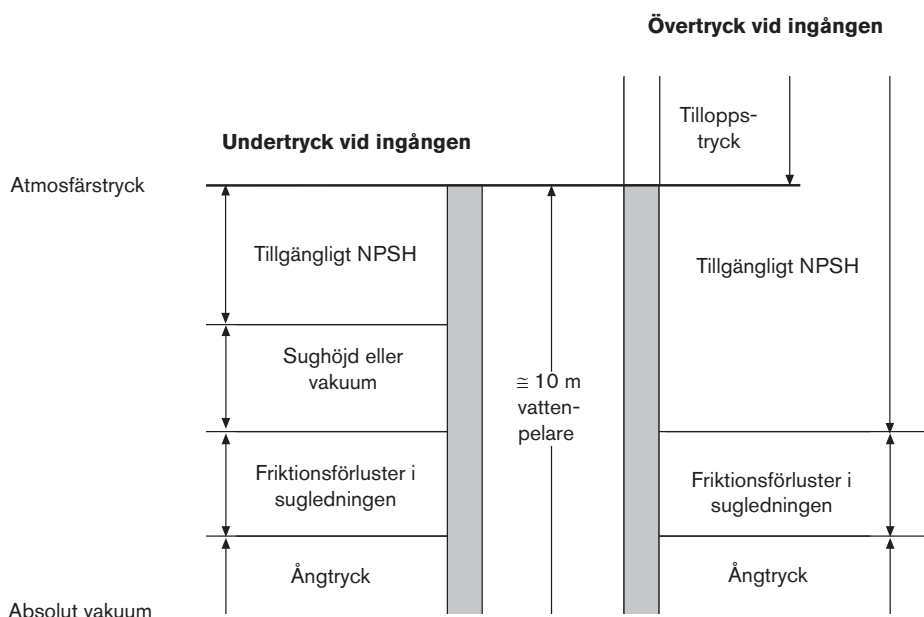 Övertryck vid ingången
Tillopps-
tryck
Undertryck vid ingången
Atmosfärstryck
Tillgängligt NPSH
Tillgängligt NPSH
Sughöjd eller
vakuum
≅ 10 m
vatten-
pelare
Friktionsförluster i
sugledningen
Friktionsförluster i
sugledningen
Ångtryck
Ångtryck
Absolut vakuum